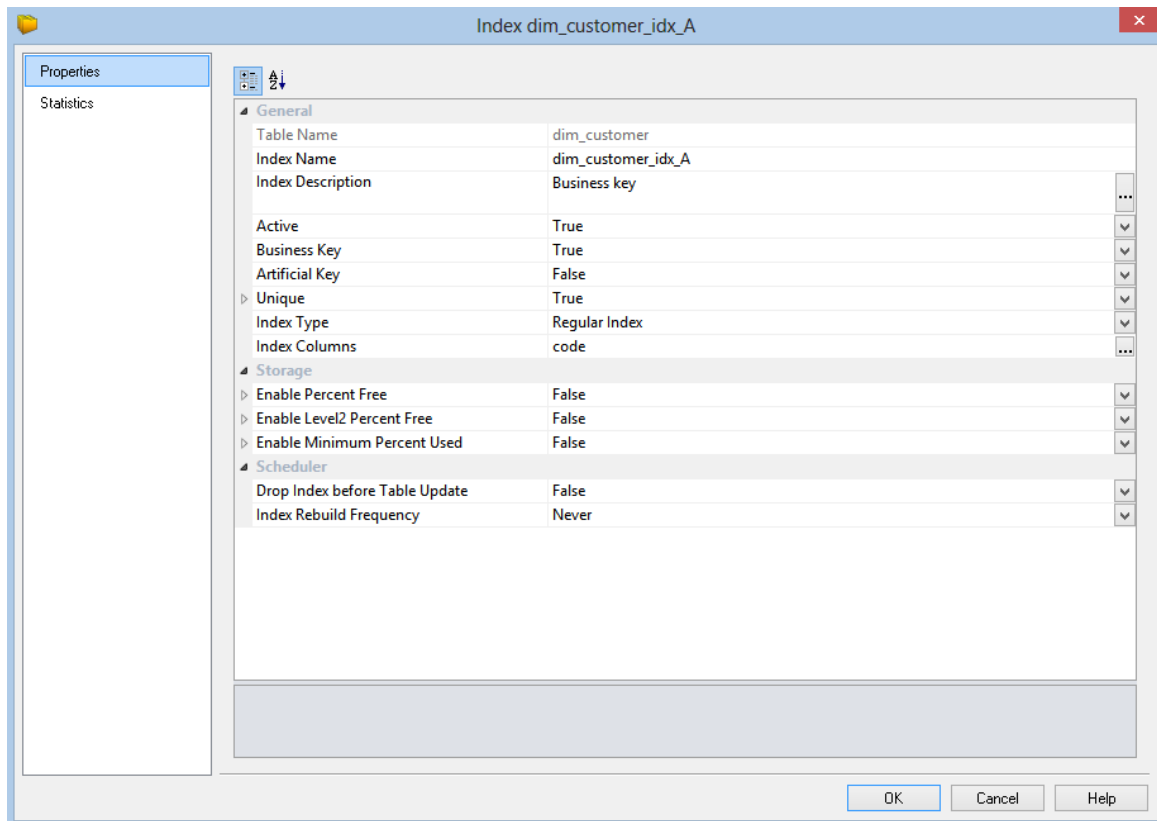 Index dim_customer_idx_A
Properties
Statistics
General
Table Name dim_customer
Index Name dim_customer_idx_A
Index Description Business key
...
Active True
Business Key True
Artificial Key False
Unique True
Index Type Regular Index
Index Columns code ...
Storage
Enable Percent Free False
Enable Level2 Percent Free False
Enable Minimum Percent Used False
Scheduler
Drop Index before Table Update False
Index Rebuild Frequency Never
OK Cancel Help